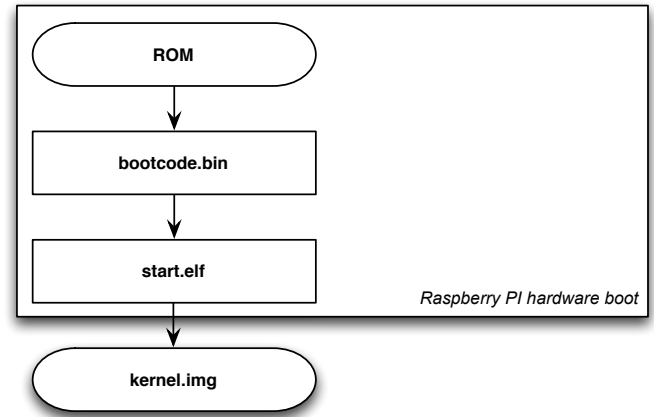 ROM
bootcode.bin
start.elf
Raspberry PI hardware boot
kernel.img